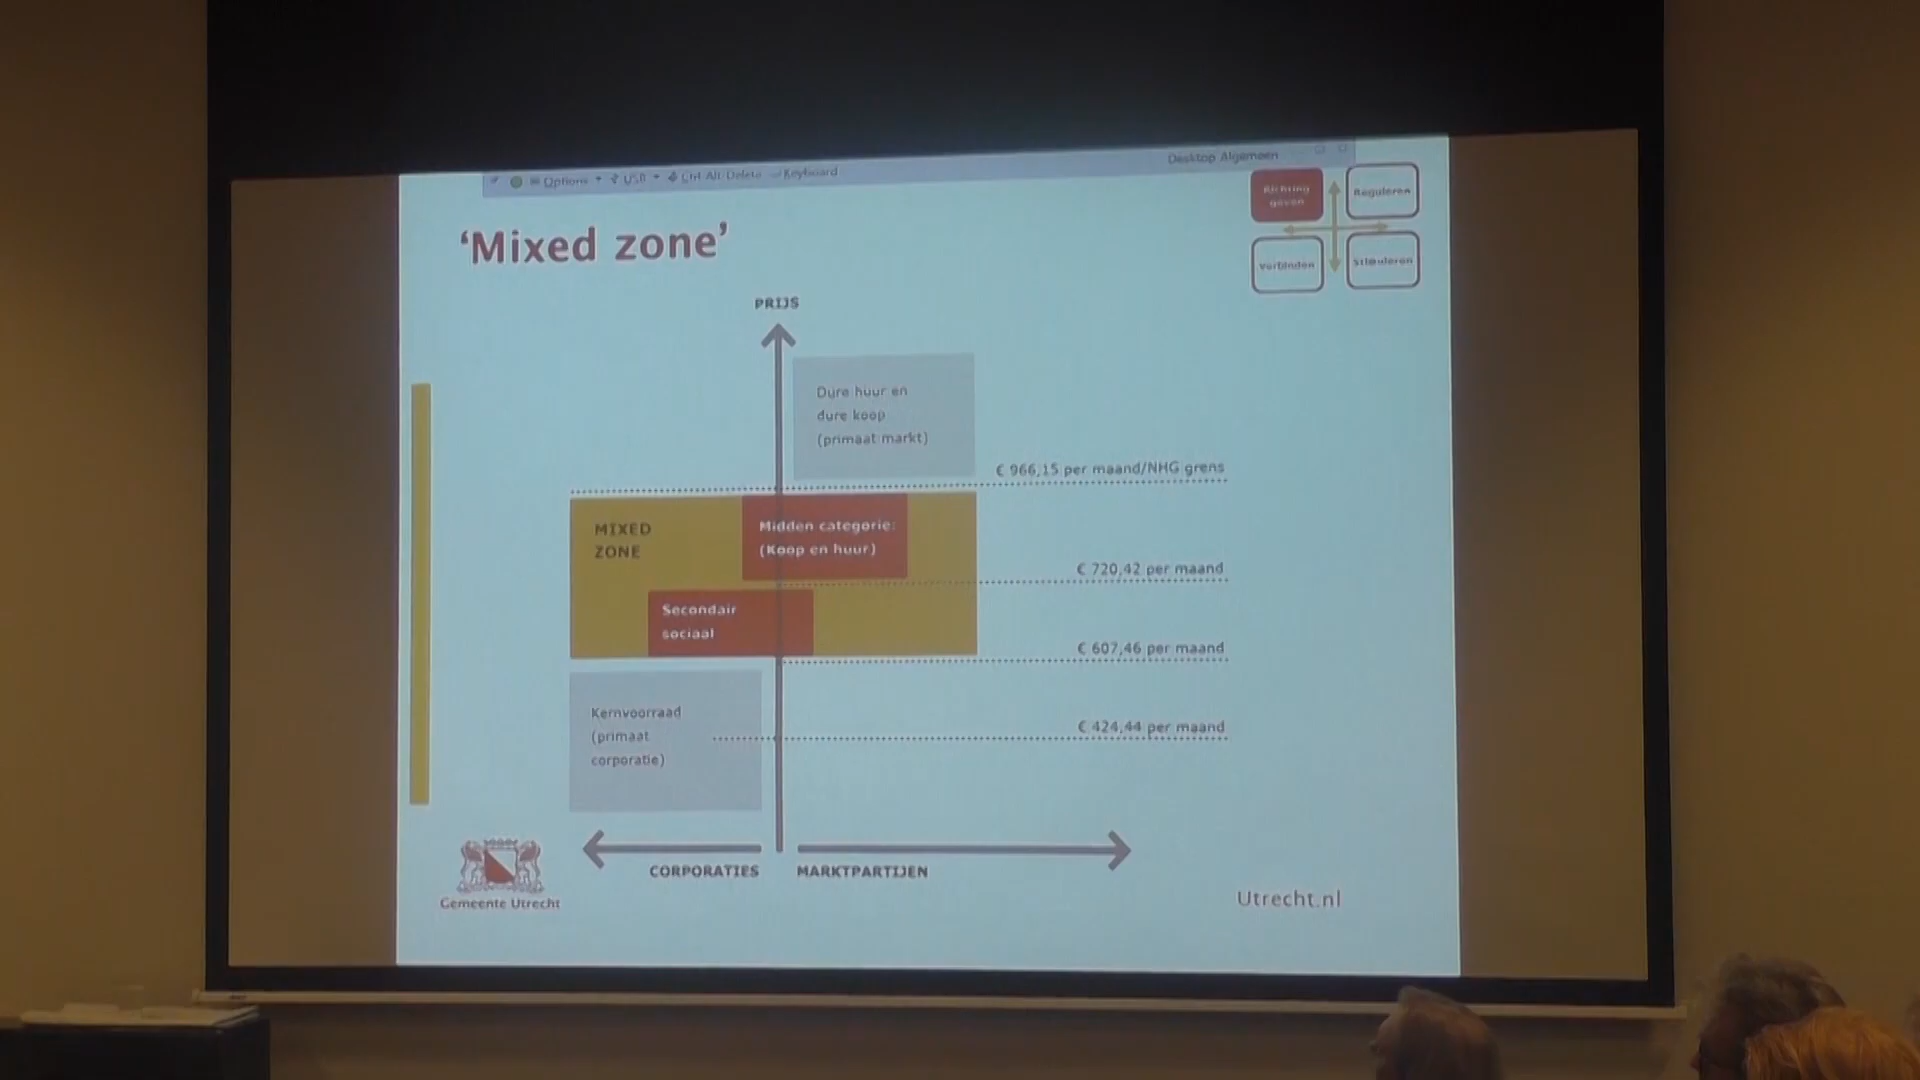 Options
USB
Ctrl Alt Delete
Keyboard
Desktop Algemeen
Richting
geven
Reguleren
Verbinden
Stimuleren
‘Mixed zone’
PRIJS
Dure huur en
dure koop
(primaat markt)
€ 966,15 per maand/NHG grens
MIXED
ZONE
Midden categorie:
(Koop en huur)
€ 720,42 per maand
Secondair
sociaal
€ 607,46 per maand
Kernvoorraad
(primaat
corporatie)
€ 424,44 per maand
CORPORATIES
MARKTPARTIJEN
Gemeente Utrecht
Utrecht.nl